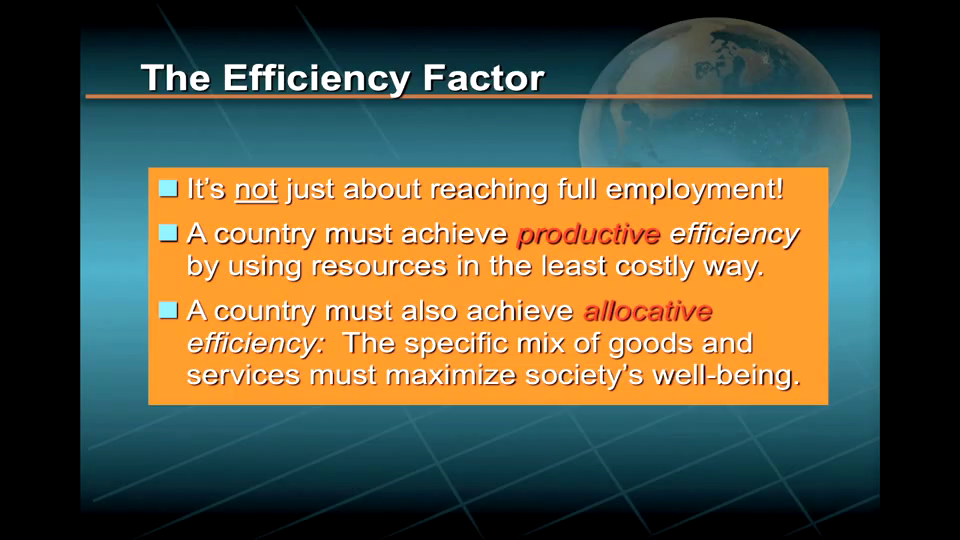 The Efficiency Factor
It's not just about reaching full employment!
A country must achieve productive efficiency
by using resources in the least costly way.
A country must also achieve allocative
efficiency: The specific mix of goods and
services must maximize society's well-being.